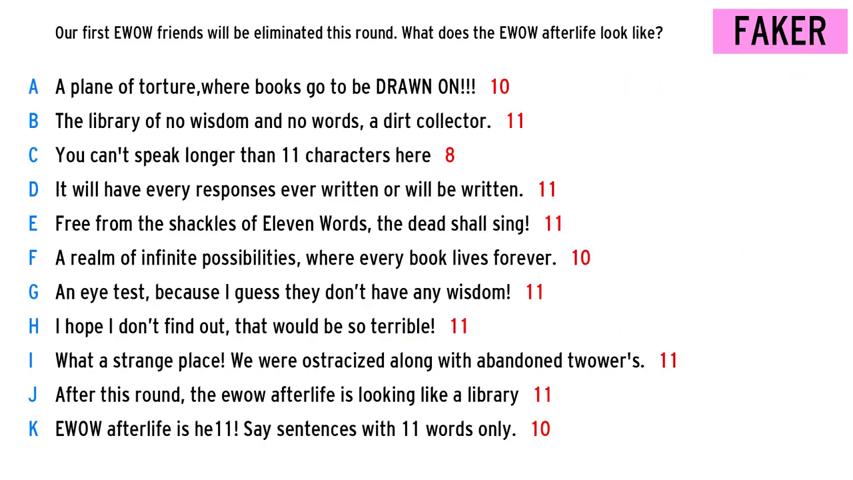 Our first EWOW friends will be eliminated this round. What does the EWOW afterlife look like?
FAKER
A A plane of torture,where books go to be DRAWN ON!!! 10
B The library of no wisdom and no words, a dirt collector. 11
C You can't speak longer than 11 characters here 8
D It will have every responses ever written or will be written. 11
E Free from the shackles of Eleven Words, the dead shall sing! 11
F A realm of infinite possibilities, where every book lives forever. 10
G An eye test, because I guess they don’t have any wisdom! 11
H I hope I don’t find out, that would be so terrible! 11
I What a strange place! We were ostracized along with abandoned twower's. 11
J After this round, the ewow afterlife is looking like a library 11
K EWOW afterlife is he11! Say sentences with 11 words only. 10